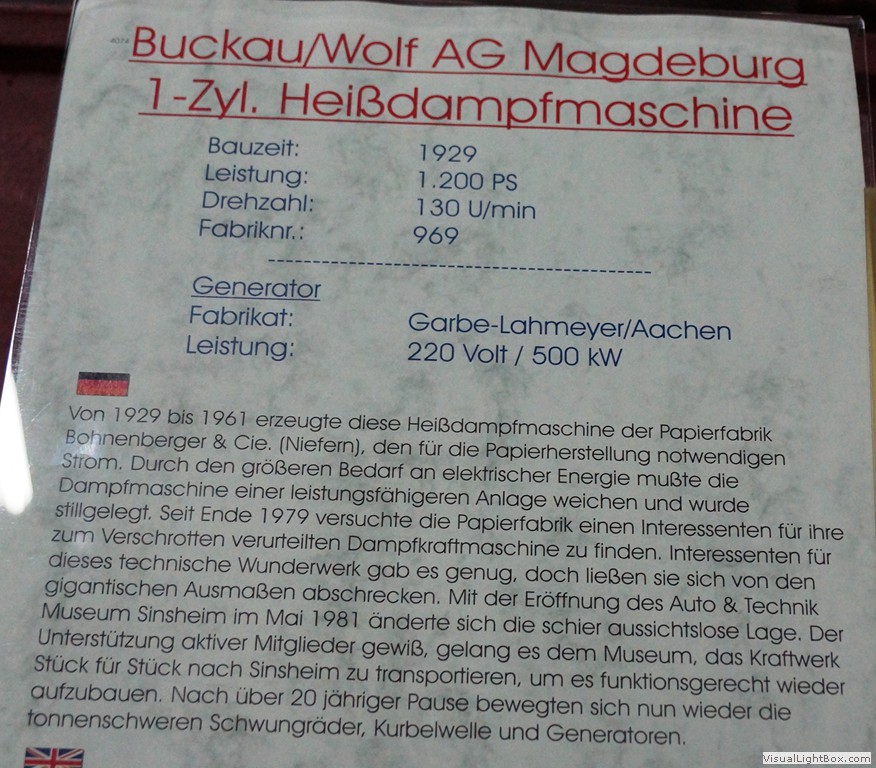 Buckau/Wolf AG Magdeburg
1-Zyl. Heißdampfmaschine
Bauzeit: 1929
Leistung: 1.200 PS
Drehzahl: 130 U/min
Fabriknr.: 969
Generator
Fabrikat: Garbe-Lahmeyer/Aachen
Leistung: 220 Volt / 500 kW
Von 1929 bis 1961 erzeugte diese Heißdampfmaschine der Papierfabrik
Bohnenberger & Cie. (Niefern), den für die Papierherstellung notwendigen
Strom. Durch den größeren Bedarf an elektrischer Energie mußte die
Dampfmaschine einer leistungsfähigeren Anlage weichen und wurde
stillgelegt. Seit Ende 1979 versuchte die Papierfabrik einen Interessenten für ihre
zum Verschrotten verurteilten Dampfkraftmaschine zu finden. Interessenten für
dieses technische Wunderwerk gab es genug, doch ließen sie sich von den
gigantischen Ausmaßen abschrecken. Mit der Eröffnung des Auto & Technik
Museum Sinsheim im Mai 1981 änderte sich die schier aussichtslose Lage. Der
Unterstützung aktiver Mitglieder gewiß, gelang es dem Museum, das Kraftwerk
Stück für Stück nach Sinsheim zu transportieren, um es funktionsgerecht wieder
aufzubauen. Nach über 20 jähriger Pause bewegten sich nun wieder die
tonnenschweren Schwungräder, Kurbelwelle und Generatoren.
VisualLightBox.com